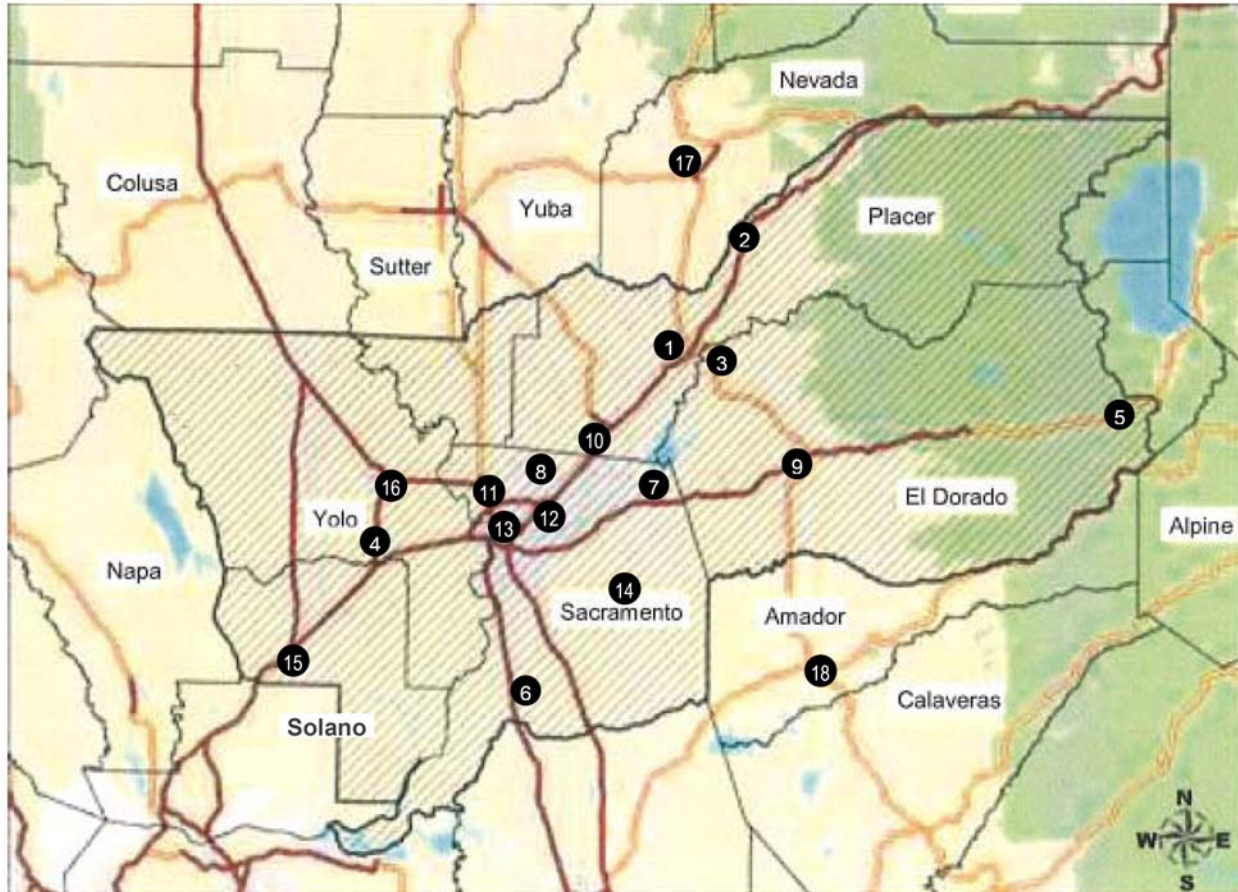 Nevada
17
Colusa
Yuba
Placer
2
Sutter
1
3
5
10
8
9
7
16
11
El Dorado
12
Yolo
13
4
Alpine
Napa
14
Sacramento
Amador
15
18
6
Calaveras
Solano
N
W E
S